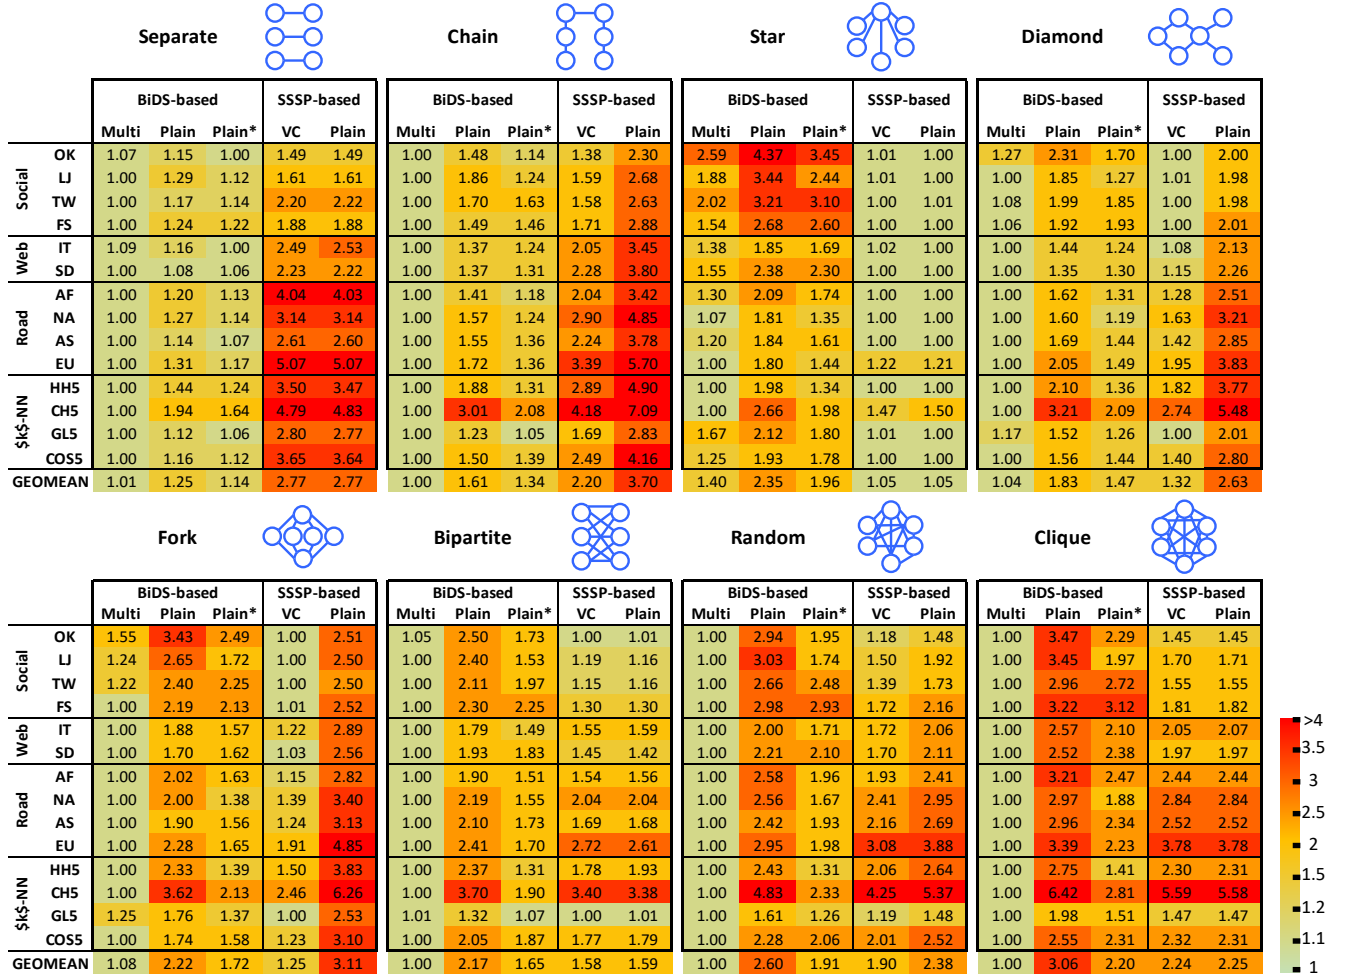 Separate Chain Star Diamond
BiDS-based SSSP-based BiDS-based SSSP-based BiDS-based SSSP-based BiDS-based SSSP-based
Multi Plain Plain* VC Plain Multi Plain Plain* VC Plain Multi Plain Plain* VC Plain Multi Plain Plain* VC Plain
Social
OK 1.07 1.15 1.00 1.49 1.49 1.00 1.48 1.14 1.38 2.30 2.59 4.37 3.45 1.01 1.00 1.27 2.31 1.70 1.00 2.00
LJ 1.00 1.29 1.12 1.61 1.61 1.00 1.86 1.24 1.59 2.68 1.88 3.44 2.44 1.01 1.00 1.00 1.85 1.27 1.01 1.98
TW 1.00 1.17 1.14 2.20 2.22 1.00 1.70 1.63 1.58 2.63 2.02 3.21 3.10 1.00 1.01 1.08 1.99 1.85 1.00 1.98
FS 1.00 1.24 1.22 1.88 1.88 1.00 1.49 1.46 1.71 2.88 1.54 2.68 2.60 1.00 1.00 1.06 1.92 1.93 1.00 2.01
Web
IT 1.09 1.16 1.00 2.49 2.53 1.00 1.37 1.24 2.05 3.45 1.38 1.85 1.69 1.02 1.00 1.00 1.44 1.24 1.08 2.13
SD 1.00 1.08 1.06 2.23 2.22 1.00 1.37 1.31 2.28 3.80 1.55 2.38 2.30 1.00 1.00 1.00 1.35 1.30 1.15 2.26
Road
AF 1.00 1.20 1.13 4.04 4.03 1.00 1.41 1.18 2.04 3.42 1.30 2.09 1.74 1.00 1.00 1.00 1.62 1.31 1.28 2.51
NA 1.00 1.27 1.14 3.14 3.14 1.00 1.57 1.24 2.90 4.85 1.07 1.81 1.35 1.00 1.00 1.00 1.60 1.19 1.63 3.21
AS 1.00 1.14 1.07 2.61 2.60 1.00 1.55 1.36 2.24 3.78 1.20 1.84 1.61 1.00 1.00 1.00 1.69 1.44 1.42 2.85
EU 1.00 1.31 1.17 5.07 5.07 1.00 1.72 1.36 3.39 5.70 1.00 1.80 1.44 1.22 1.21 1.00 2.05 1.49 1.95 3.83
$k$-NN
HH5 1.00 1.44 1.24 3.50 3.47 1.00 1.88 1.31 2.89 4.90 1.00 1.98 1.34 1.00 1.00 1.00 2.10 1.36 1.82 3.77
CH5 1.00 1.94 1.64 4.79 4.83 1.00 3.01 2.08 4.18 7.09 1.00 2.66 1.98 1.47 1.50 1.00 3.21 2.09 2.74 5.48
GL5 1.00 1.12 1.06 2.80 2.77 1.00 1.23 1.05 1.69 2.83 1.67 2.12 1.80 1.01 1.00 1.17 1.52 1.26 1.00 2.01
COS5 1.00 1.16 1.12 3.65 3.64 1.00 1.50 1.39 2.49 4.16 1.25 1.93 1.78 1.00 1.00 1.00 1.56 1.44 1.40 2.80
GEOMEAN 1.01 1.25 1.14 2.77 2.77 1.00 1.61 1.34 2.20 3.70 1.40 2.35 1.96 1.05 1.05 1.04 1.83 1.47 1.32 2.63
Fork Bipartite Random Clique
BiDS-based SSSP-based BiDS-based SSSP-based BiDS-based SSSP-based BiDS-based SSSP-based
Multi Plain Plain* VC Plain Multi Plain Plain* VC Plain Multi Plain Plain* VC Plain Multi Plain Plain* VC Plain
Social
OK 1.55 3.43 2.49 1.00 2.51 1.05 2.50 1.73 1.00 1.01 1.00 2.94 1.95 1.18 1.48 1.00 3.47 2.29 1.45 1.45
LJ 1.24 2.65 1.72 1.00 2.50 1.00 2.40 1.53 1.19 1.16 1.00 3.03 1.74 1.50 1.92 1.00 3.45 1.97 1.70 1.71
TW 1.22 2.40 2.25 1.00 2.50 1.00 2.11 1.97 1.15 1.16 1.00 2.66 2.48 1.39 1.73 1.00 2.96 2.72 1.55 1.55
FS 1.00 2.19 2.13 1.01 2.52 1.00 2.30 2.25 1.30 1.30 1.00 2.98 2.93 1.72 2.16 1.00 3.22 3.12 1.81 1.82
Web
IT 1.00 1.88 1.57 1.22 2.89 1.00 1.79 1.49 1.55 1.59 1.00 2.00 1.71 1.72 2.06 1.00 2.57 2.10 2.05 2.07
SD 1.00 1.70 1.62 1.03 2.56 1.00 1.93 1.83 1.45 1.42 1.00 2.21 2.10 1.70 2.11 1.00 2.52 2.38 1.97 1.97
Road
AF 1.00 2.02 1.63 1.15 2.82 1.00 1.90 1.51 1.54 1.56 1.00 2.58 1.96 1.93 2.41 1.00 3.21 2.47 2.44 2.44
NA 1.00 2.00 1.38 1.39 3.40 1.00 2.19 1.55 2.04 2.04 1.00 2.56 1.67 2.41 2.95 1.00 2.97 1.88 2.84 2.84
AS 1.00 1.90 1.56 1.24 3.13 1.00 2.10 1.73 1.69 1.68 1.00 2.42 1.93 2.16 2.69 1.00 2.96 2.34 2.52 2.52
EU 1.00 2.28 1.65 1.91 4.85 1.00 2.41 1.70 2.72 2.61 1.00 2.95 1.98 3.08 3.88 1.00 3.39 2.23 3.78 3.78
$k$-NN
HH5 1.00 2.33 1.39 1.50 3.83 1.00 2.37 1.31 1.78 1.93 1.00 2.43 1.31 2.06 2.64 1.00 2.75 1.41 2.30 2.31
CH5 1.00 3.62 2.13 2.46 6.26 1.00 3.70 1.90 3.40 3.38 1.00 4.83 2.33 4.25 5.37 1.00 6.42 2.81 5.59 5.58
GL5 1.25 1.76 1.37 1.00 2.53 1.01 1.32 1.07 1.00 1.01 1.00 1.61 1.26 1.19 1.48 1.00 1.98 1.51 1.47 1.47
COS5 1.00 1.74 1.58 1.23 3.10 1.00 2.05 1.87 1.77 1.79 1.00 2.28 2.06 2.01 2.52 1.00 2.55 2.31 2.32 2.31
GEOMEAN 1.08 2.22 1.72 1.25 3.11 1.00 2.17 1.65 1.58 1.59 1.00 2.60 1.91 1.90 2.38 1.00 3.06 2.20 2.24 2.25
>4
3.5
3
2.5
2
1.5
1.2
1.1
1